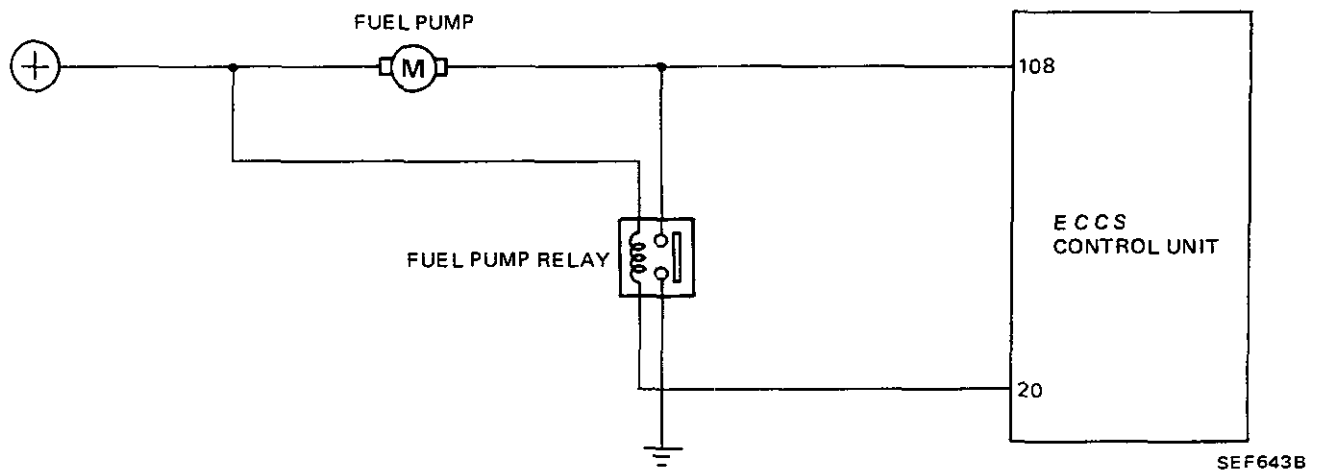 FUEL PUMP
M
108
FUEL PUMP RELAY
ECCS
CONTROL UNIT
20
SEF643B